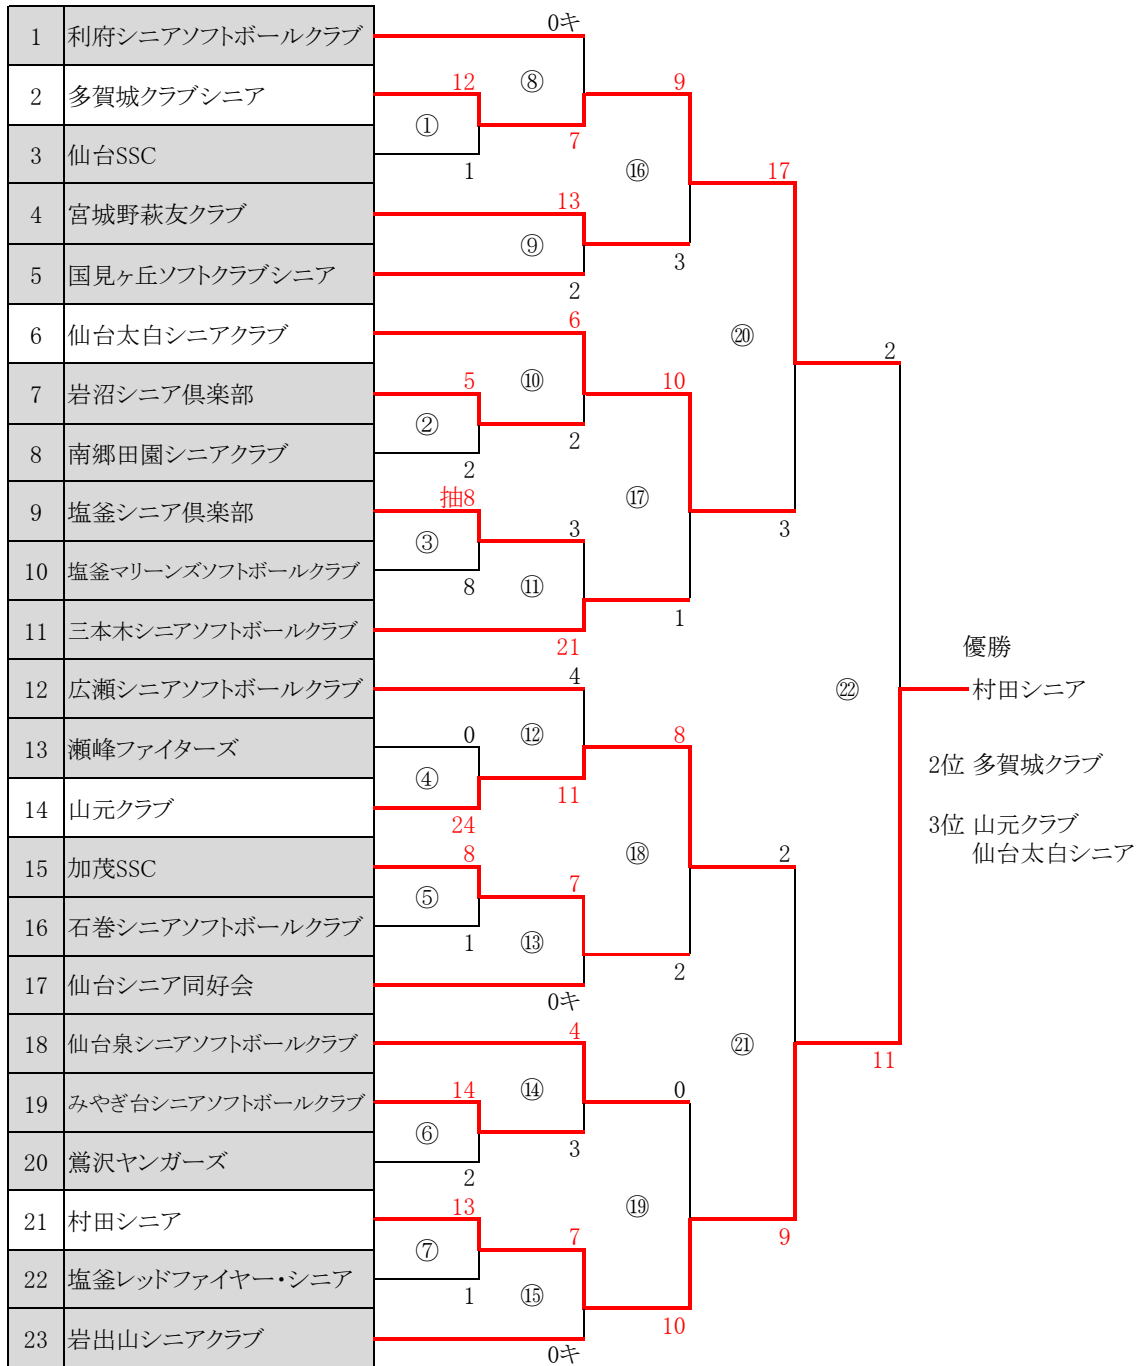 0キ
1 利府シニアソフトボールクラブ
12 ⑧ 9
2 多賀城クラブシニア
①
7
3 仙台SSC
1 ⑯ 17
13
4 宮城野萩友クラブ
⑨
3
5 国見ヶ丘ソフトクラブシニア
2
6
6 仙台太白シニアクラブ
⑳
2
5 ⑩ 10
7 岩沼シニア倶楽部
②
2
8 南郷田園シニアクラブ
2
抽8 ⑰
9 塩釜シニア倶楽部
3 3
③
10 塩釜マリーンズソフトボールクラブ
8 ⑪
1
11 三本木シニアソフトボールクラブ
21
優勝
4
12 広瀬シニアソフトボールクラブ
㉒ 村田シニア
0 ⑫ 8
13 瀬峰ファイターズ
2位 多賀城クラブ
④
11
14 山元クラブ
24
3位 山元クラブ
仙台太白シニア
8 ⑱ 2
15 加茂SSC
7
⑤
16 石巻シニアソフトボールクラブ
1 ⑬
2
17 仙台シニア同好会
0キ
4
18 仙台泉シニアソフトボールクラブ
㉑
11
14 ⑭ 0
19 みやぎ台シニアソフトボールクラブ
⑥
3
20 鶯沢ヤンガーズ
2
13 ⑲
21 村田シニア
7 9
⑦
22 塩釜レッドファイヤー・シニア
1 ⑮
10
23 岩出山シニアクラブ
0キ